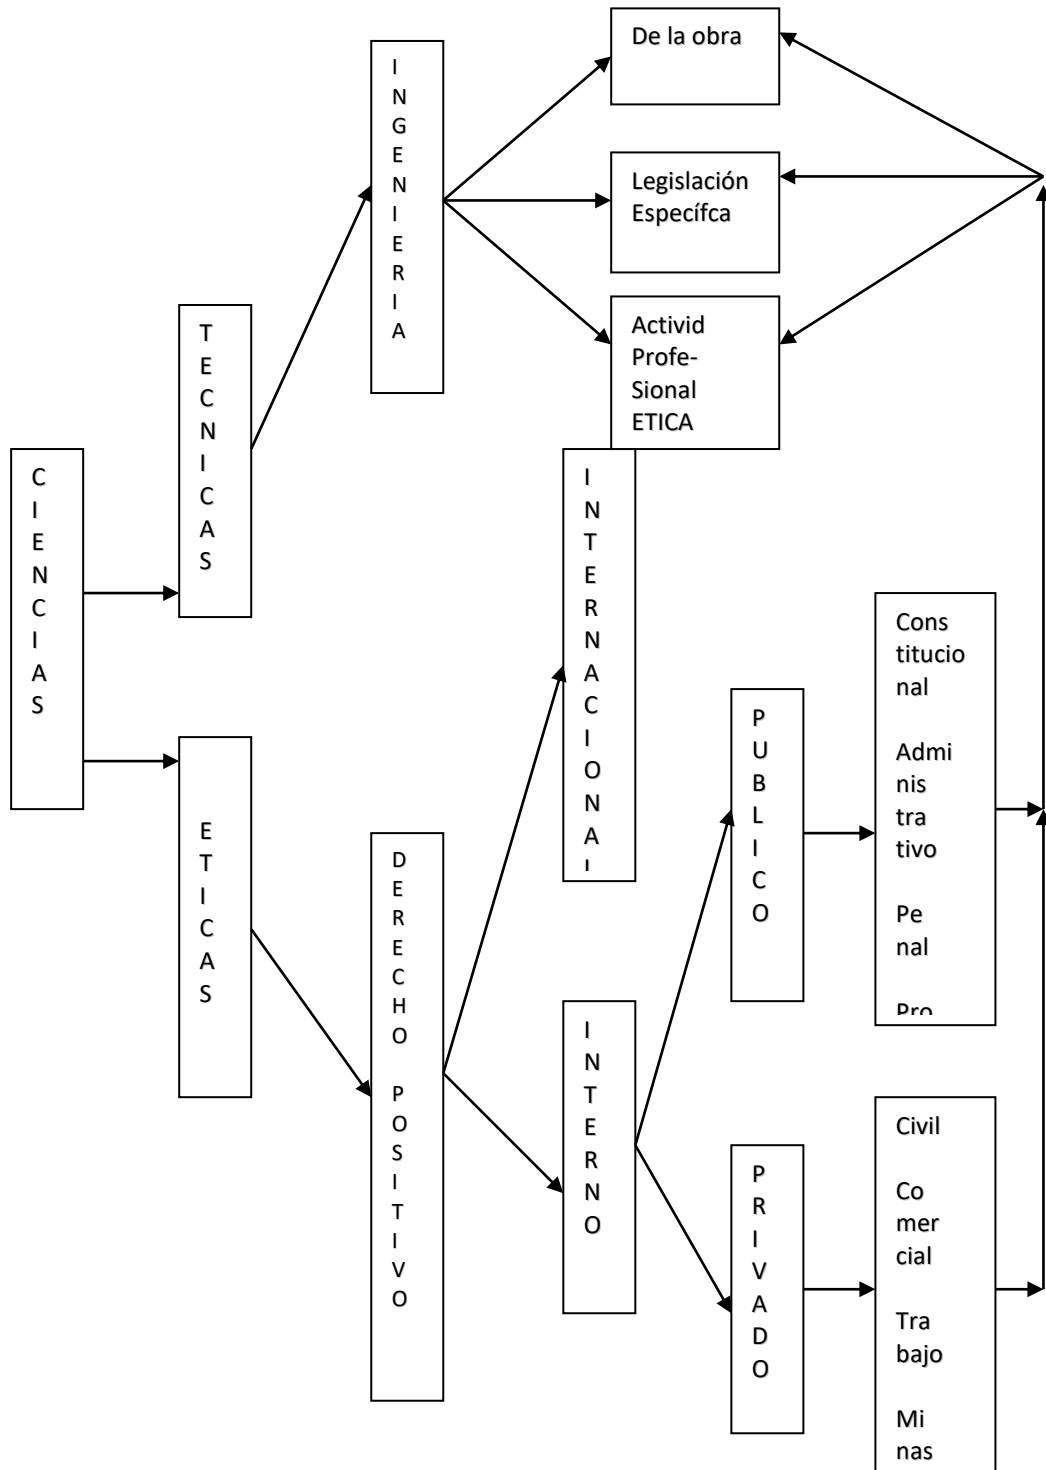 CIENCIAS
TECNICAS
ETICAS
INGENIERIA
DERECHO POSITIVO
De la obra
Legislación
Específca
Activid
Profe-
Sional
ETICA
INTERNACIONAL
INTERNO
PUBLICO
PRIVADO
Cons
titucio
nal
Admi
nis
tra
tivo
Pe
nal
Pro
Civil
Co
mer
cial
Tra
bajo
Mi
nas